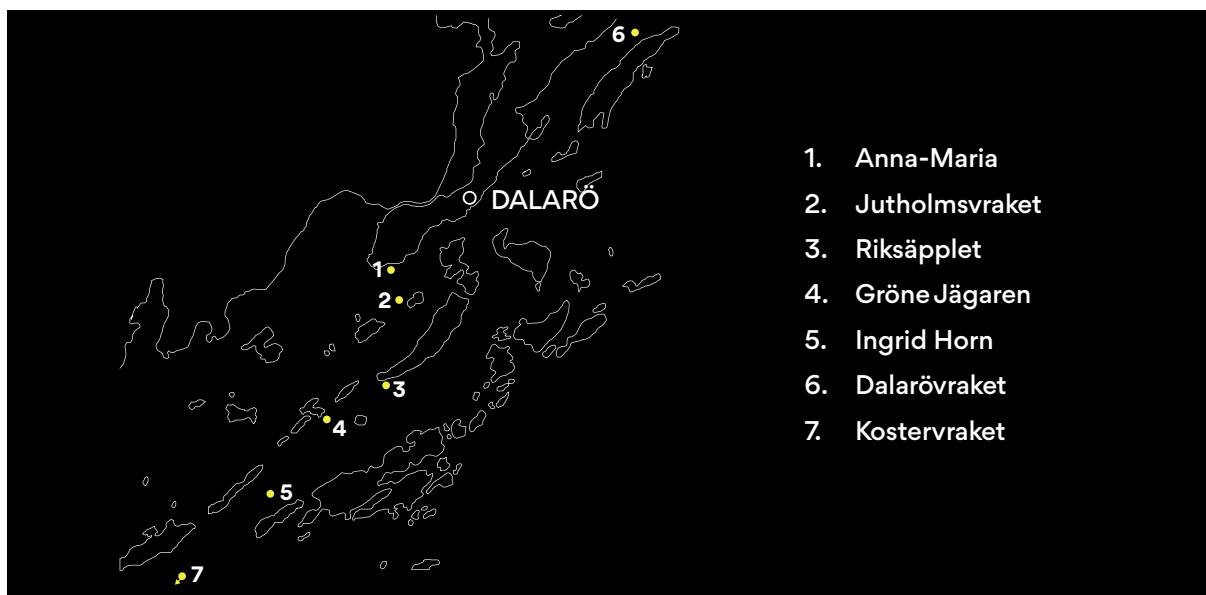 6
DALARÖ
1
2
3
4
5
7
1. Anna-Maria
2. Jutholmsvraket
3. Riksäpplet
4. Gröne Jägaren
5. Ingrid Horn
6. Dalarövraket
7. Kostervraket